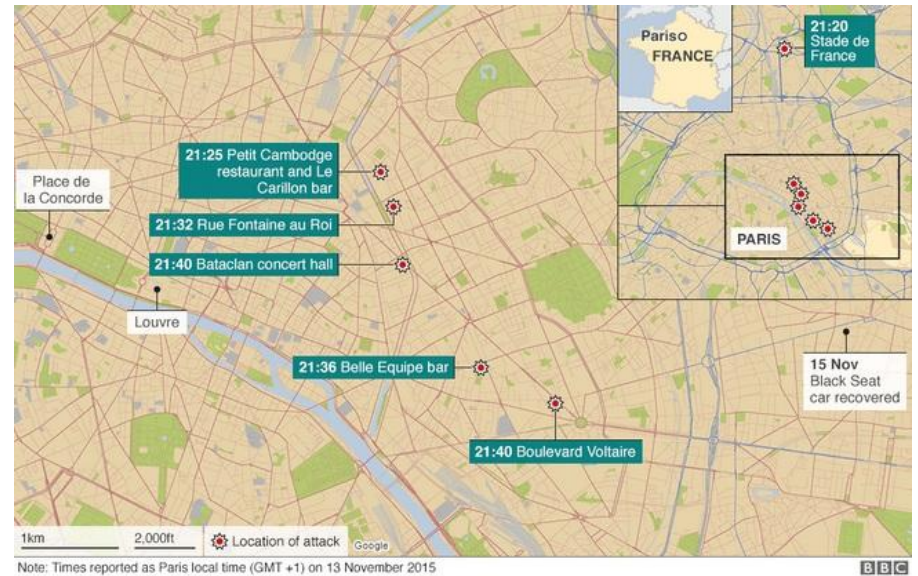 Pariso
FRANCE
21:20
Stade de
France
21:25 Petit Cambodge
restaurant and Le
Carillon bar
Place de
la Concorde
21:32 Rue Fontaine au Roi
21:40 Bataclan concert hall
PARIS
Louvre
21:36 Belle Equipe bar
15 Nov
Black Seat
car recovered
21:40 Boulevard Voltaire
1km
2,000ft
Location of attack
Google
Note: Times reported as Paris local time (GMT +1) on 13 November 2015
BBC